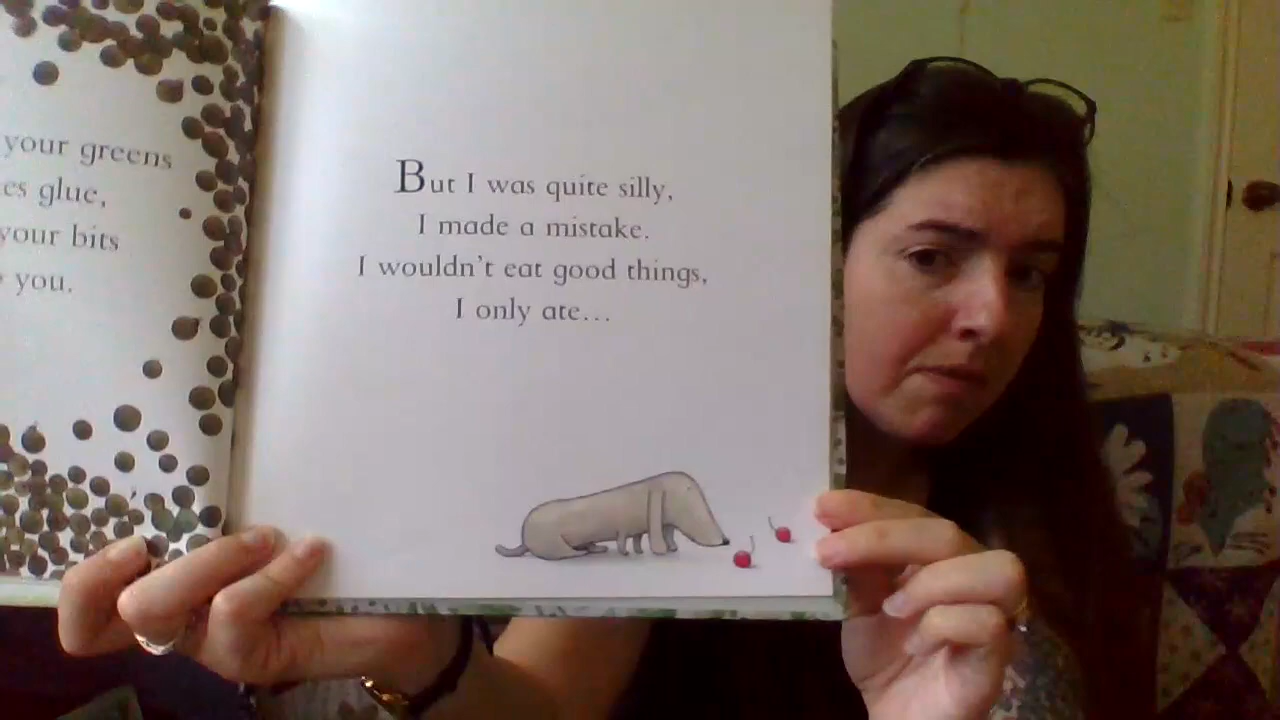 your greens
es glue,
your bits
you.
But I was quite silly,
I made a mistake.
I wouldn't eat good things,
I only ate...